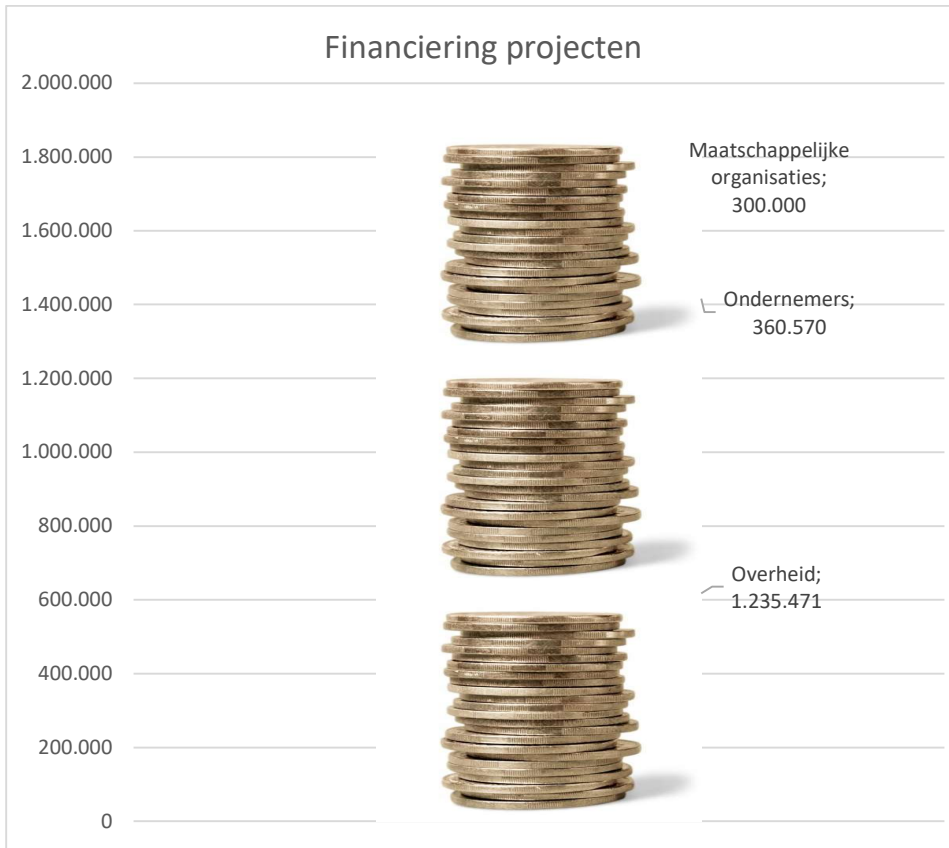 Financiering projecten
2.000.000
1.800.000
1.600.000
1.400.000
1.200.000
1.000.000
800.000
600.000
400.000
200.000
0
Maatschappelijke
organisaties;
300.000
Ondernemers;
360.570
Overheid;
1.235.471